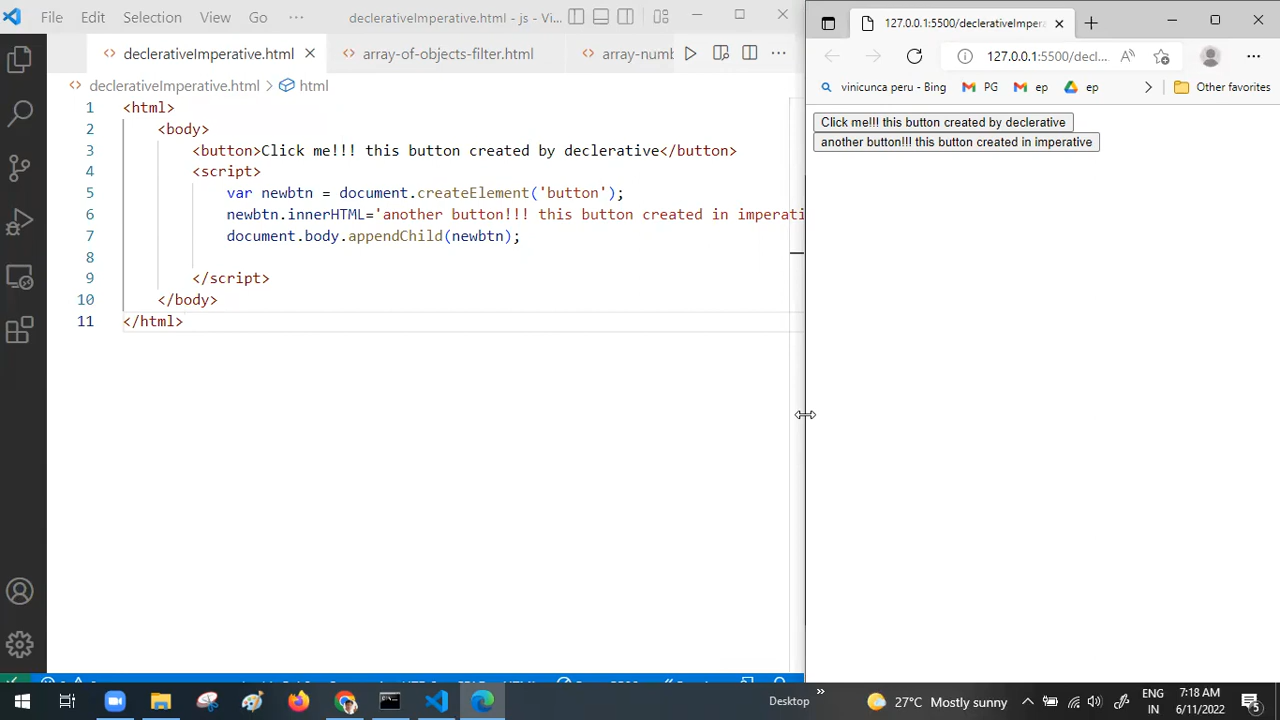 File Edit Selection View Go ··· declerativeImperative.html - js - Vi...
declerativeImperative.html array-of-objects-filter.html array-numb
declerativeImperative.html > html
1 <html>
2 <body>
3 <button>Click me!!! this button created by declerative</button>
4 <script>
5 var newbtn = document.createElement('button');
6 newbtn.innerHTML='another button!!! this button created in imperati
7 document.body.appendChild(newbtn);
8
9 </script>
10 </body>
11 </html>
127.0.0.1:5500/declerativeImpera
127.0.0.1:5500/decl...
vinicunca peru - Bing PG ep ep Other favorites
Click me!!! this button created by declerative
another button!!! this button created in imperative
Desktop 27°C Mostly sunny ENG IN 7:18 AM 6/11/2022 5